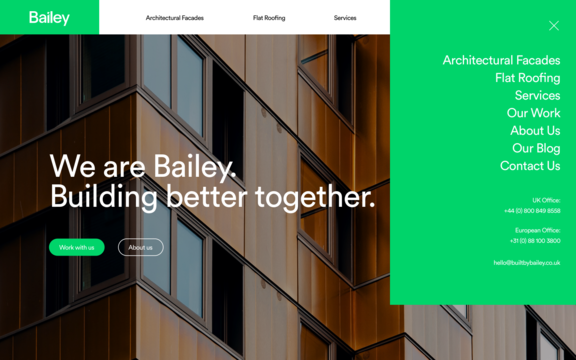 Bailey
Architectural Facades
Flat Roofing
Services
Architectural Facades
Flat Roofing
Services
Our Work
About Us
Our Blog
Contact Us
UK Office:
+44 (0) 800 849 8558
European Office:
+31 (0) 88 100 3800
hello@builtbybailey.co.uk
We are Bailey.
Building better together.
Work with us
About us